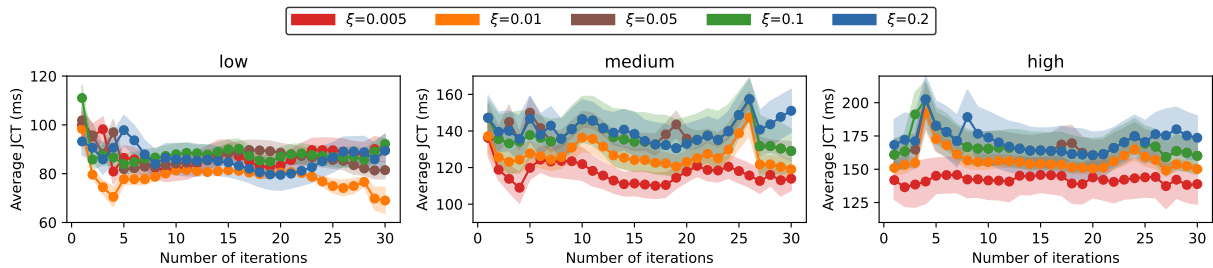 ξ=0.005 ξ=0.01 ξ=0.05 ξ=0.1 ξ=0.2
low
Average JCT (ms)
120
100
80
60
0 5 10 15 20 25 30
Number of iterations
medium
Average JCT (ms)
160
140
120
100
0 5 10 15 20 25 30
Number of iterations
high
Average JCT (ms)
200
175
150
125
0 5 10 15 20 25 30
Number of iterations